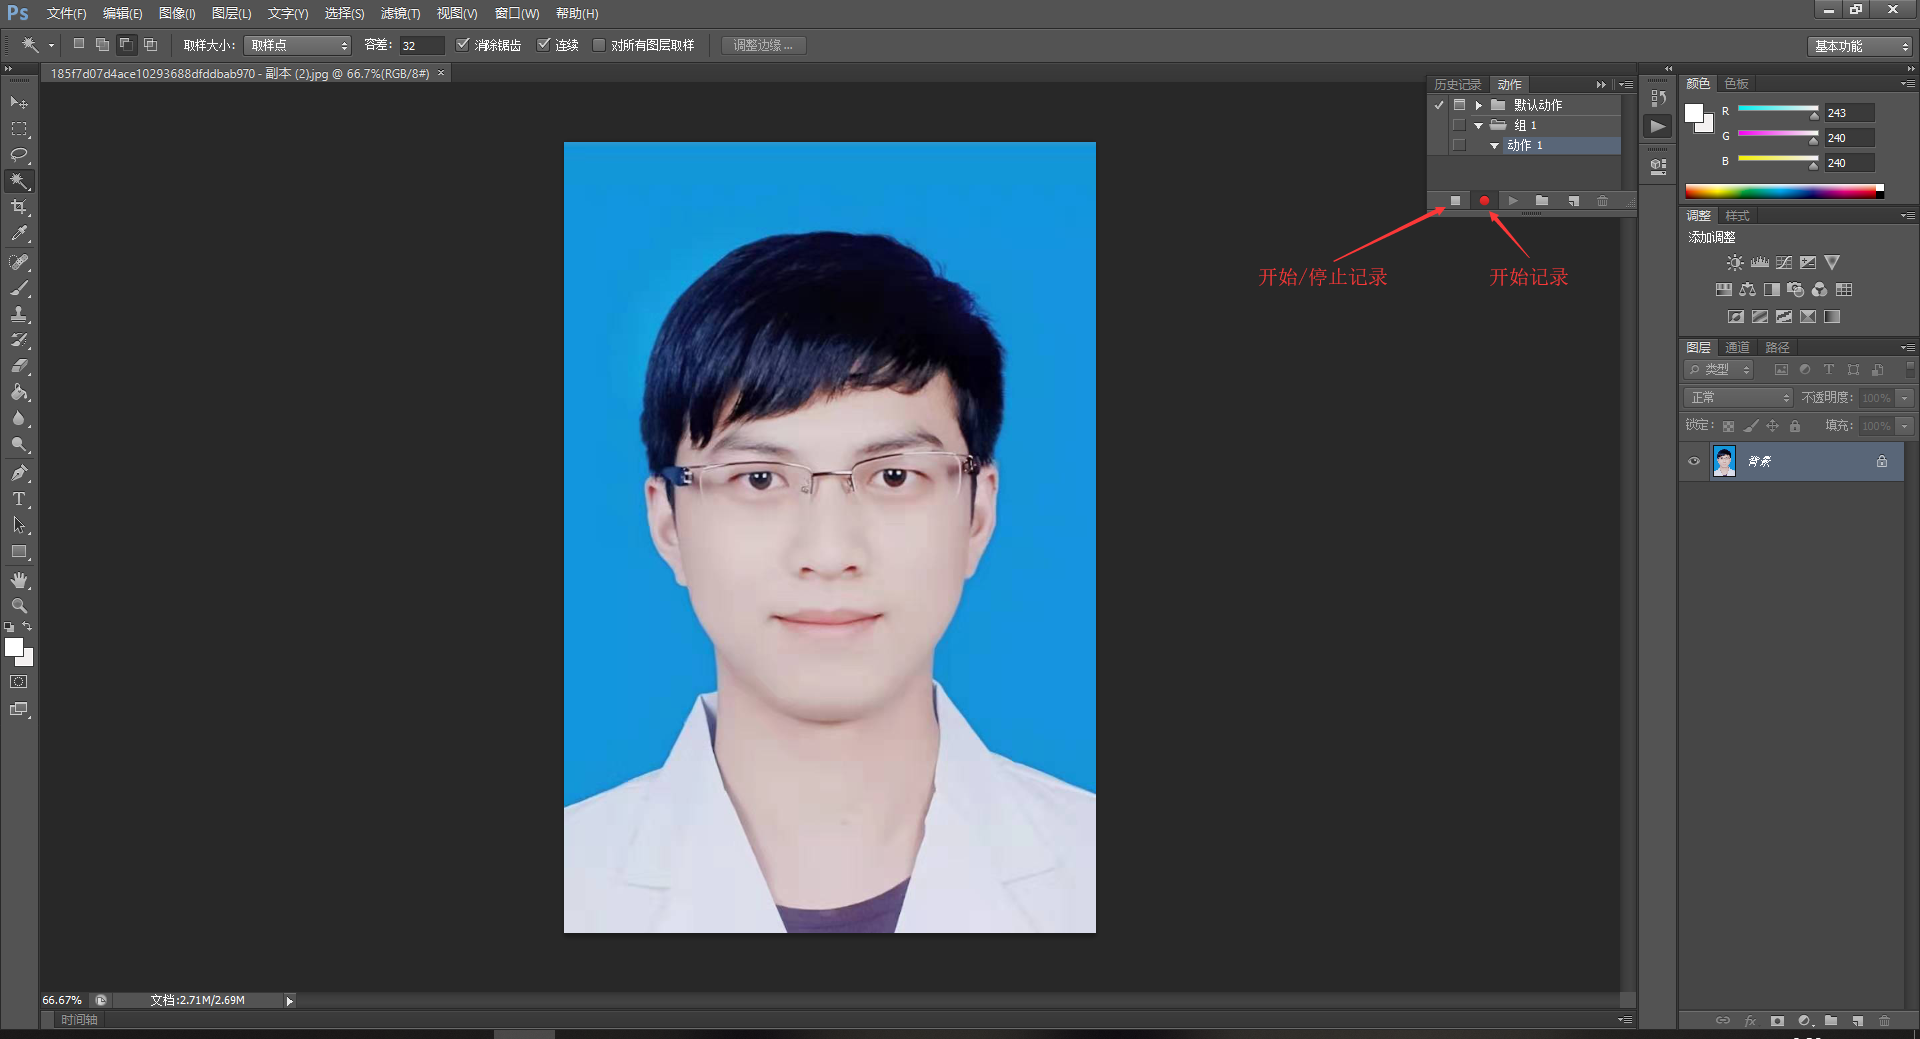 Ps 文件(F) 编辑(E) 图像(I) 图层(L) 文字(Y) 选择(S) 滤镜(T) 视图(V) 窗口(W) 帮助(H)
取样大小: 取样点 容差: 32 消除锯齿 连续 对所有图层取样 调整边缘 ... 基本功能
185f7d07d4ace10293688dfddbab970 - 副本 (2).jpg @ 66.7%(RGB/8#) ×
历史记录 动作
默认动作
组 1
动作 1
开始/停止记录 开始记录
颜色 色板
R 243
G 240
B 240
调整 样式
添加调整
图层 通道 路径
类型
正常 不透明度: 100%
锁定: 填充: 100%
背景
66.67% 文档:2.71M/2.69M
时间轴